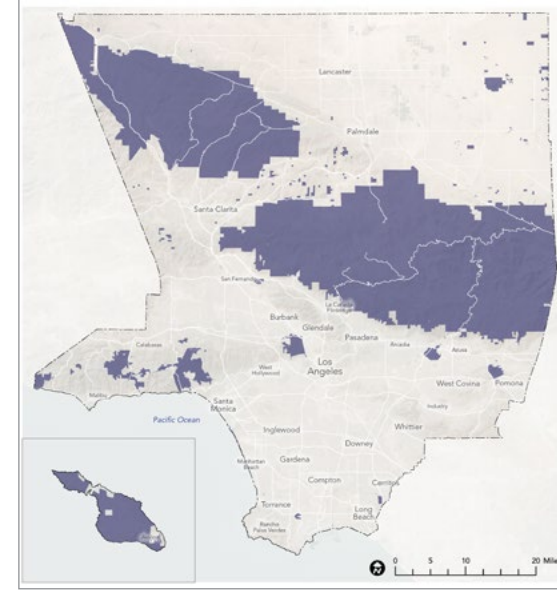 Lancaster
Palmdale
Santa Clarita
San Fernando
La Cañada
Flintridge
Burbank
Glendale
Pasadena
Arcadia
Azusa
Calabasas
West
Hollywood
Los
Angeles
West Covina
Pomona
Malibu
Santa
Monica
Industry
Pacific Ocean
Whittier
Inglewood
Downey
Manhattan
Beach
Gardena
Compton
Cerritos
Torrance
Long
Beach
Rancho
Palos Verdes
0 5 10 20 Mile